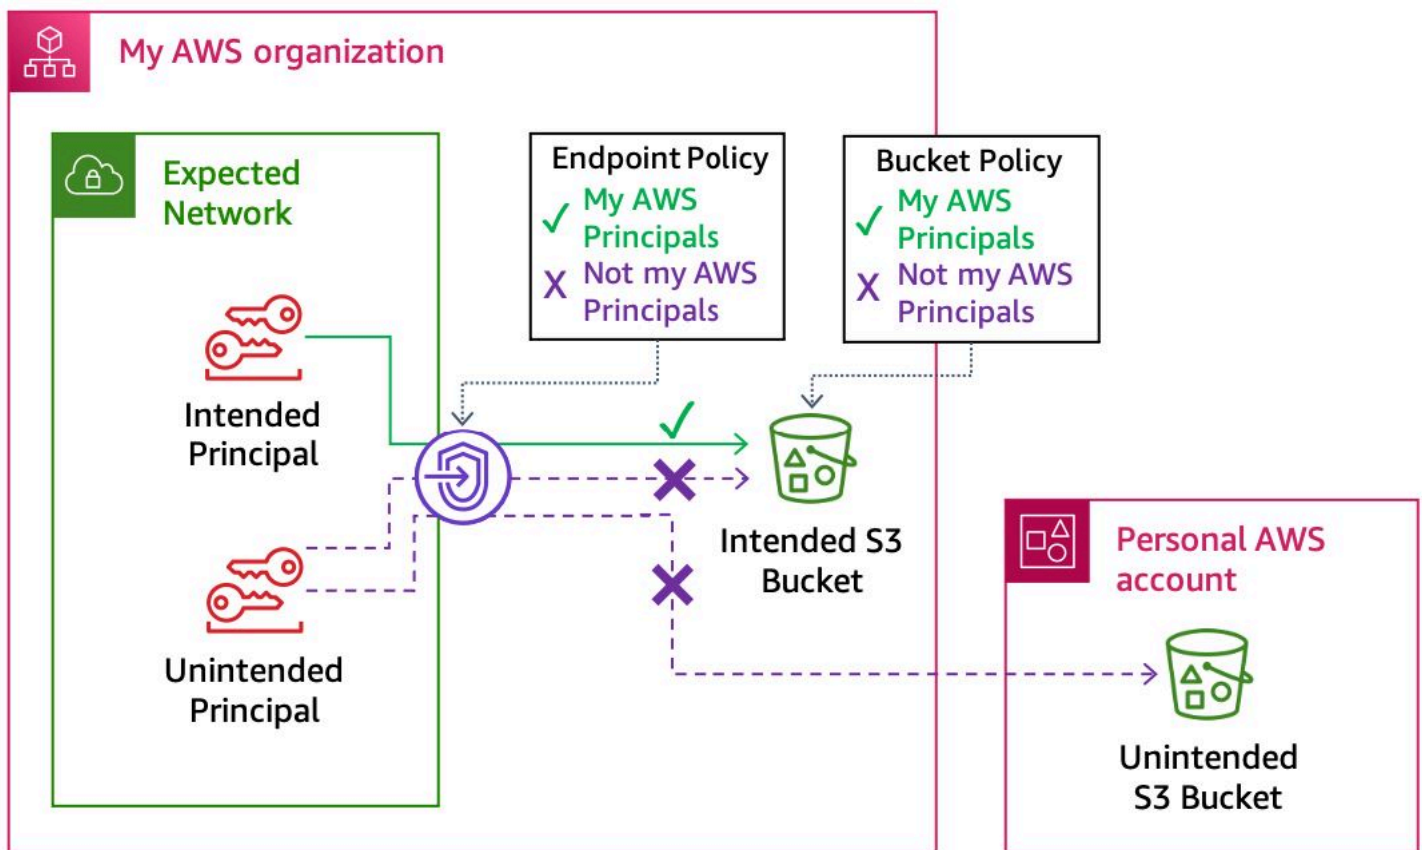 My AWS organization
Expected
Network
Endpoint Policy
✓ My AWS
Principals
X Not my AWS
Principals
Bucket Policy
✓ My AWS
Principals
X Not my AWS
Principals
Intended
Principal
Intended S3
Bucket
Unintended
Principal
Personal AWS
account
Unintended
S3 Bucket